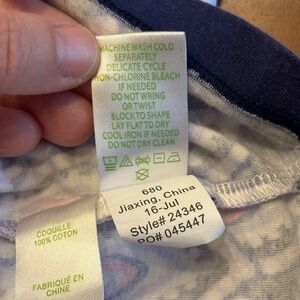 MACHINE WASH COLD
SEPARATELY
DELICATE CYCLE
NON-CHLORINE BLEACH
IF NEEDED
DO NOT WRING
OR TWIST
BLOCK TO SHAPE
LAY FLAT TO DRY
COOL IRON IF NEEDED
DO NOT DRY CLEAN
680
Jiaxing, China
16-Jul
Style# 24346
PO# 045447
COQUILLE:
100% COTON
FABRIQUÉ EN
CHINE